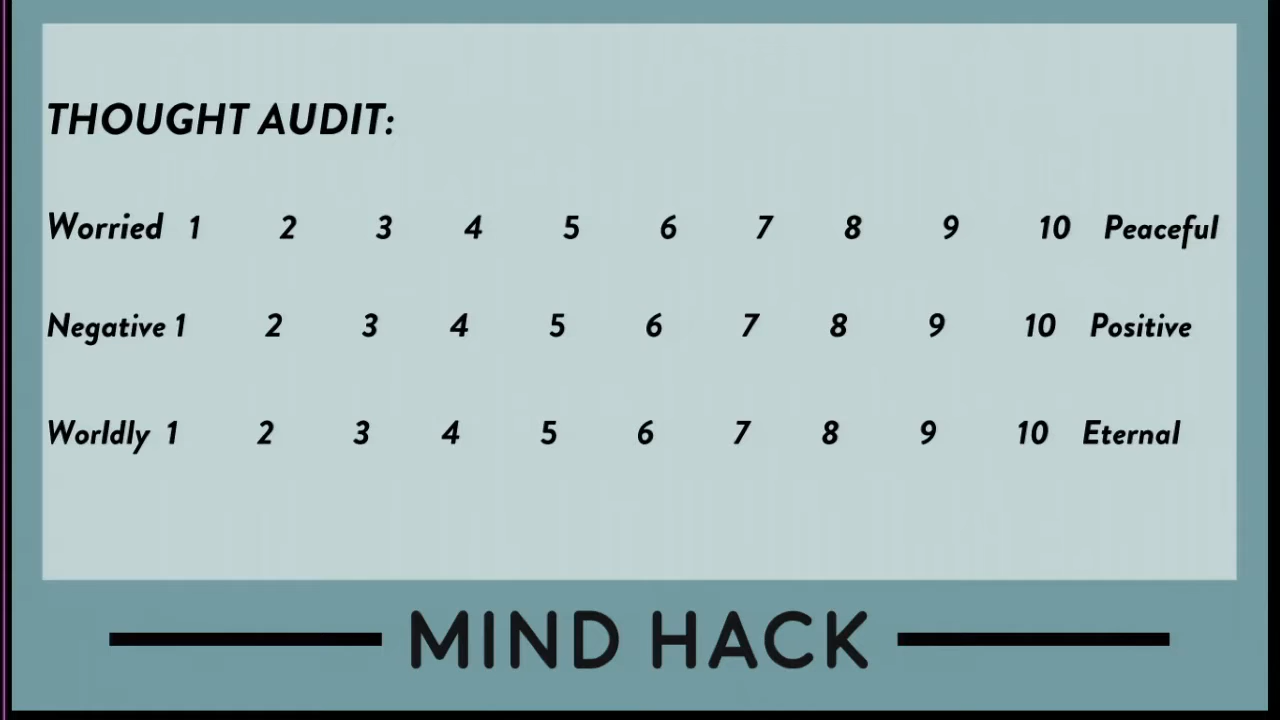 THOUGHT AUDIT:
Worried 1 2 3 4 5 6 7 8 9 10 Peaceful
Negative 1 2 3 4 5 6 7 8 9 10 Positive
Worldly 1 2 3 4 5 6 7 8 9 10 Eternal
MIND HACK